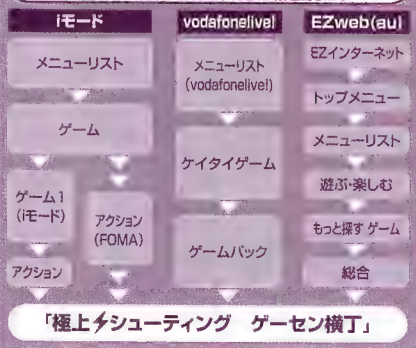 iモード
メニューリスト
ゲーム
ゲーム1
(iモード)
アクション
アクション
(FOMA)
vodafonelive!
メニューリスト
(vodafonelive!)
ケイタイゲーム
ゲームパック
EZweb(au)
EZインターネット
トップメニュー
メニューリスト
遊ぶ・楽しむ
もっと探す ゲーム
総合
「極上⚡シューティング ゲーセン横丁」